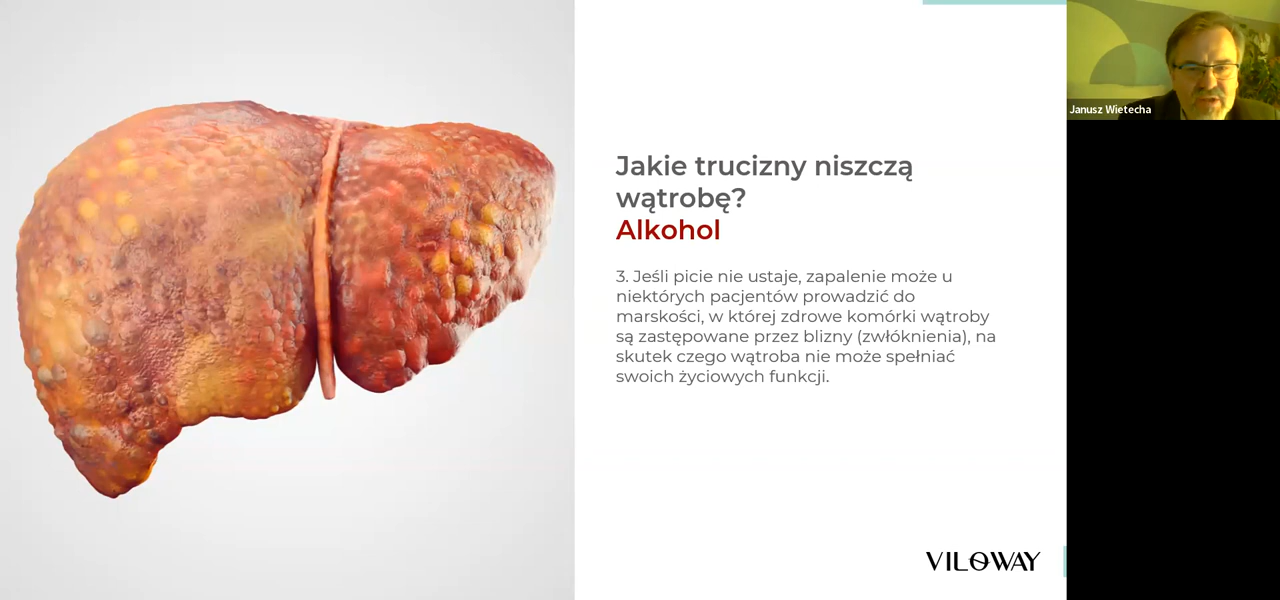 Jakie trucizny niszczą
wątrobę?
Alkohol
3. Jeśli picie nie ustaje, zapalenie może u
niektórych pacjentów prowadzić do
marskości, w której zdrowe komórki wątroby
są zastępowane przez blizny (zwłóknienia), na
skutek czego wątroba nie może spełniać
swoich życiowych funkcji.
VILOWAY
Janusz Wietecha